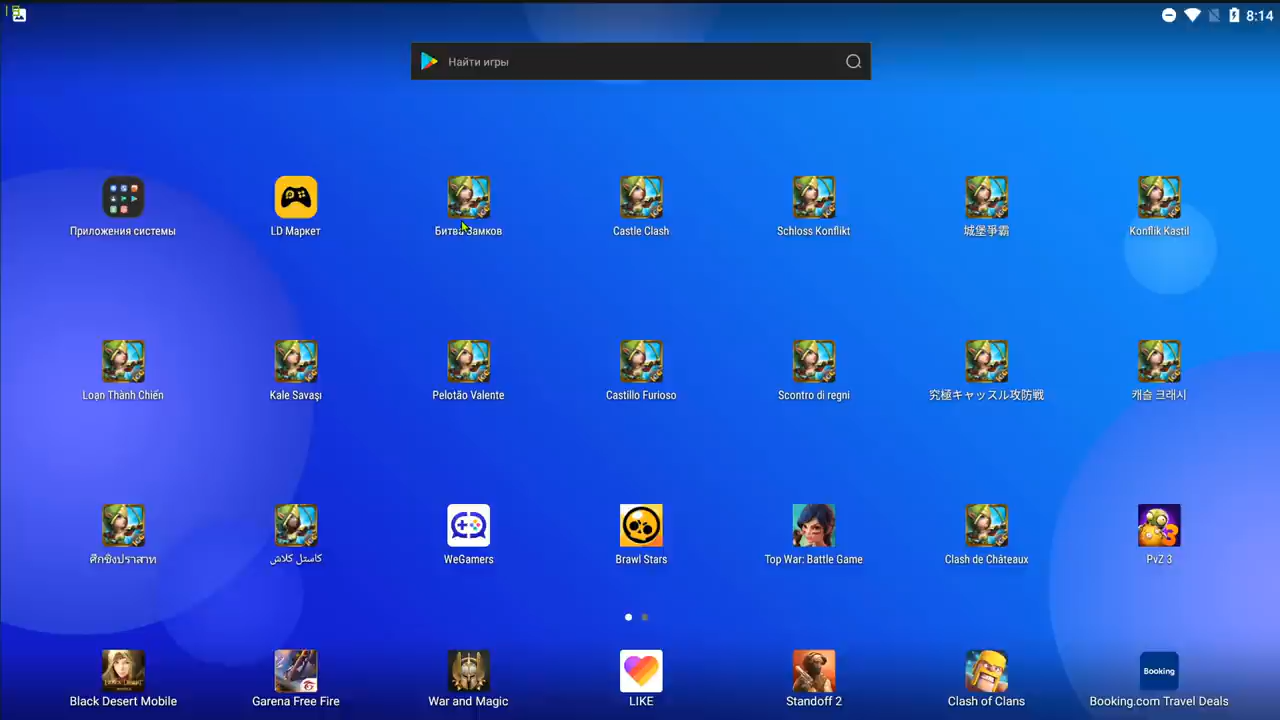 8:14
Найти игры
Приложения системы
LD Маркет
Битва Замков
Castle Clash
Schloss Konflikt
城堡爭霸
Konflik Kastil
Loạn Thành Chiến
Kale Savaşı
Pelotão Valente
Castillo Furioso
Scontro di regni
究極キャッスル攻防戦
캐슬 크래시
ศึกชิงปราสาท
كاستل كلاش
WeGamers
Brawl Stars
Top War: Battle Game
Clash de Châteaux
PvZ 3
Booking
Black Desert Mobile
Garena Free Fire
War and Magic
LIKE
Standoff 2
Clash of Clans
Booking.com Travel Deals